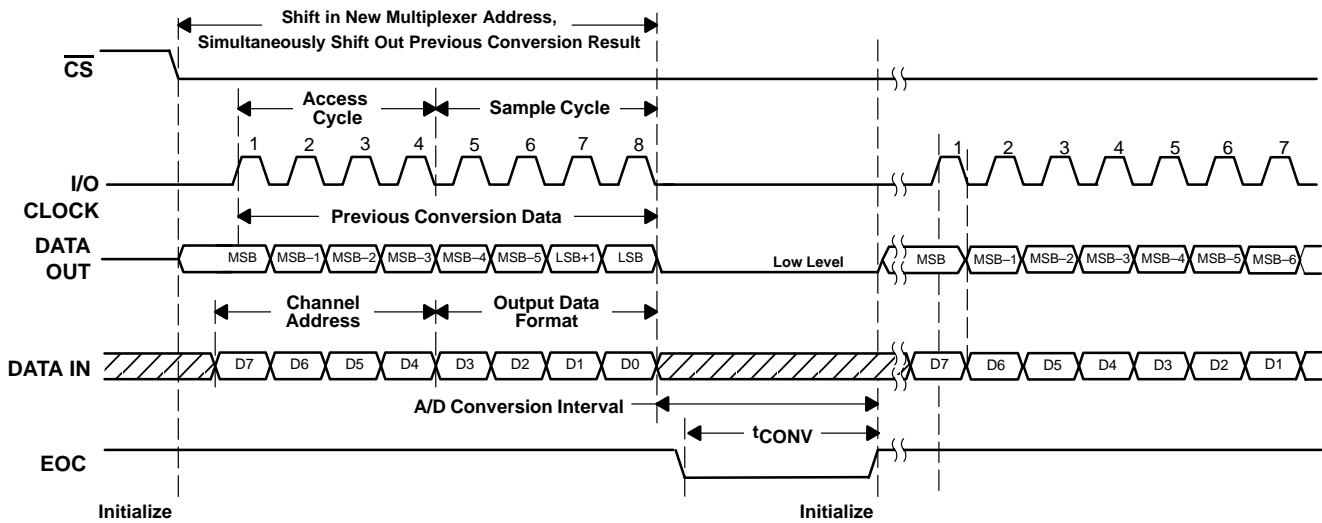 Shift in New Multiplexer Address,
Simultaneously Shift Out Previous Conversion Result
CS
Access
Cycle
Sample Cycle
1 2 3 4 5 6 7 8 1 2 3 4 5 6 7
I/O
CLOCK
Previous Conversion Data
DATA
OUT
MSB MSB–1 MSB–2 MSB–3 MSB–4 MSB–5 LSB+1 LSB Low Level MSB MSB–1 MSB–2 MSB–3 MSB–4 MSB–5 MSB–6
Channel
Address
Output Data
Format
DATA IN D7 D6 D5 D4 D3 D2 D1 D0 D7 D6 D5 D4 D3 D2 D1
A/D Conversion Interval
tCONV
EOC
Initialize Initialize